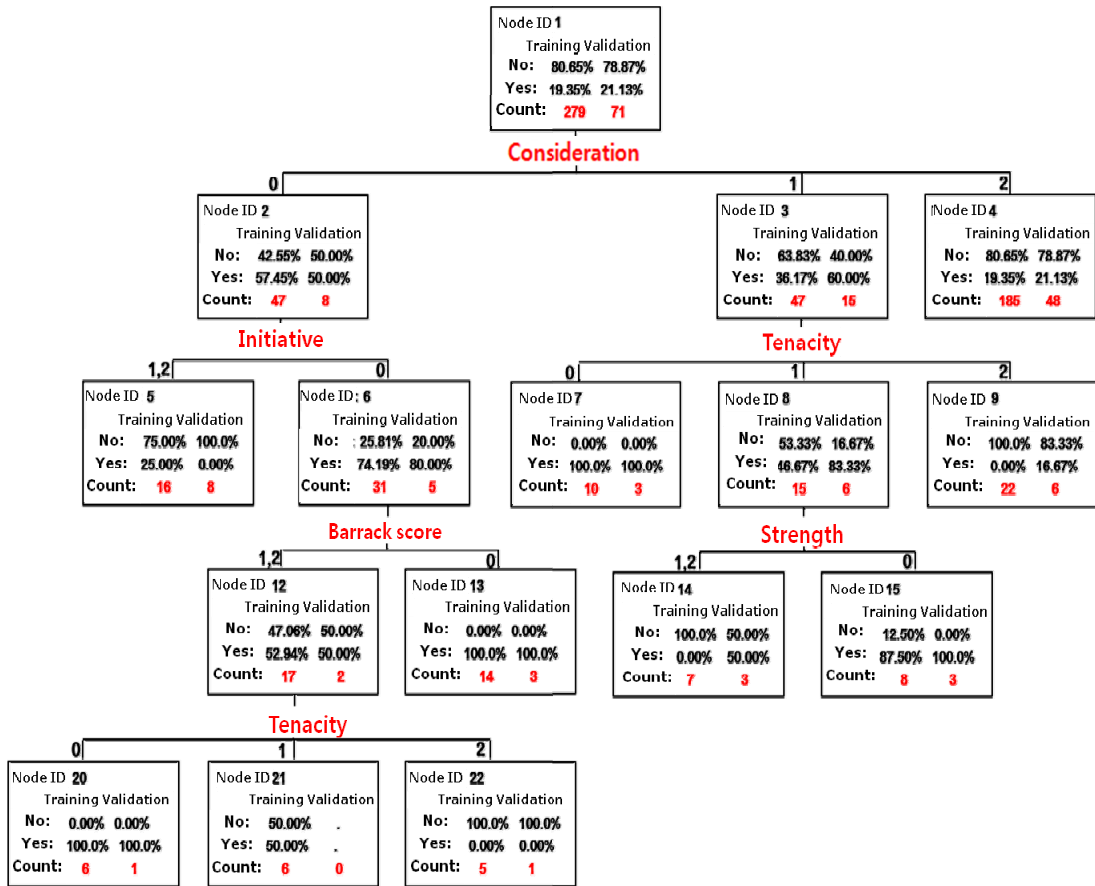 Node ID 1
Training Validation
No: 80.65% 78.87%
Yes: 19.35% 21.13%
Count: 279 71
Consideration
0 1 2
Node ID 2
Training Validation
No: 42.55% 50.00%
Yes: 57.45% 50.00%
Count: 47 8
Node ID 3
Training Validation
No: 63.83% 40.00%
Yes: 36.17% 60.00%
Count: 47 15
Node ID 4
Training Validation
No: 80.65% 78.87%
Yes: 19.35% 21.13%
Count: 185 48
Initiative
1,2 0
Tenacity
0 1 2
Node ID 5
Training Validation
No: 75.00% 100.0%
Yes: 25.00% 0.00%
Count: 16 8
Node ID : 6
Training Validation
No: 25.81% 20.00%
Yes: 74.19% 80.00%
Count: 31 5
Node ID 7
Training Validation
No: 0.00% 0.00%
Yes: 100.0% 100.0%
Count: 10 3
Node ID 8
Training Validation
No: 53.33% 16.67%
Yes: 46.67% 83.33%
Count: 15 6
Node ID 9
Training Validation
No: 100.0% 83.33%
Yes: 0.00% 16.67%
Count: 22 6
Barrack score
1,2 0
Strength
1,2 0
Node ID 12
Training Validation
No: 47.06% 50.00%
Yes: 52.94% 50.00%
Count: 17 2
Node ID 13
Training Validation
No: 0.00% 0.00%
Yes: 100.0% 100.0%
Count: 14 3
Node ID 14
Training Validation
No: 100.0% 50.00%
Yes: 0.00% 50.00%
Count: 7 3
Node ID 15
Training Validation
No: 12.50% 0.00%
Yes: 87.50% 100.0%
Count: 8 3
Tenacity
0 1 2
Node ID 20
Training Validation
No: 0.00% 0.00%
Yes: 100.0% 100.0%
Count: 6 1
Node ID 21
Training Validation
No: 50.00% .
Yes: 50.00% .
Count: 6 0
Node ID 22
Training Validation
No: 100.0% 100.0%
Yes: 0.00% 0.00%
Count: 5 1